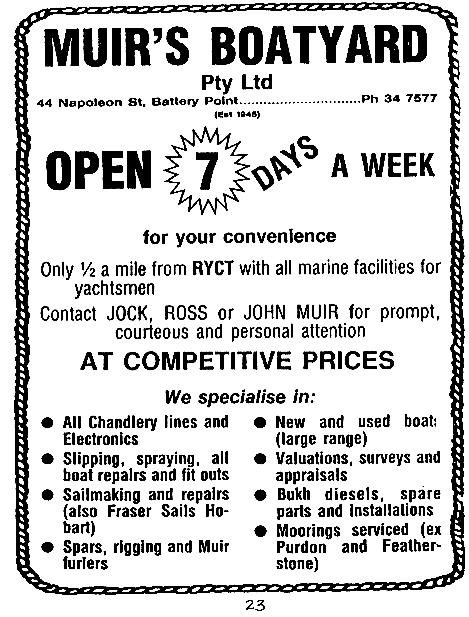 MUIR'S BOATYARD
Pty Ltd
44 Napoleon St, Battery Point..............................Ph 34 7577
(Est 1945)
OPEN 7 DAYS A WEEK
for your convenience
Only ½ a mile from RYCT with all marine facilities for
yachtsmen
Contact JOCK, ROSS or JOHN MUIR for prompt,
courteous and personal attention
AT COMPETITIVE PRICES
We specialise in:
● All Chandlery lines and
Electronics
● Slipping, spraying, all
boat repairs and fit outs
● Sailmaking and repairs
(also Fraser Sails Ho-
bart)
● Spars, rigging and Muir
furlers
● New and used boats
(large range)
● Valuations, surveys and
appraisals
● Bukh diesels, spare
parts and installations
● Moorings serviced (ex
Purdon and Feather-
stone)
23